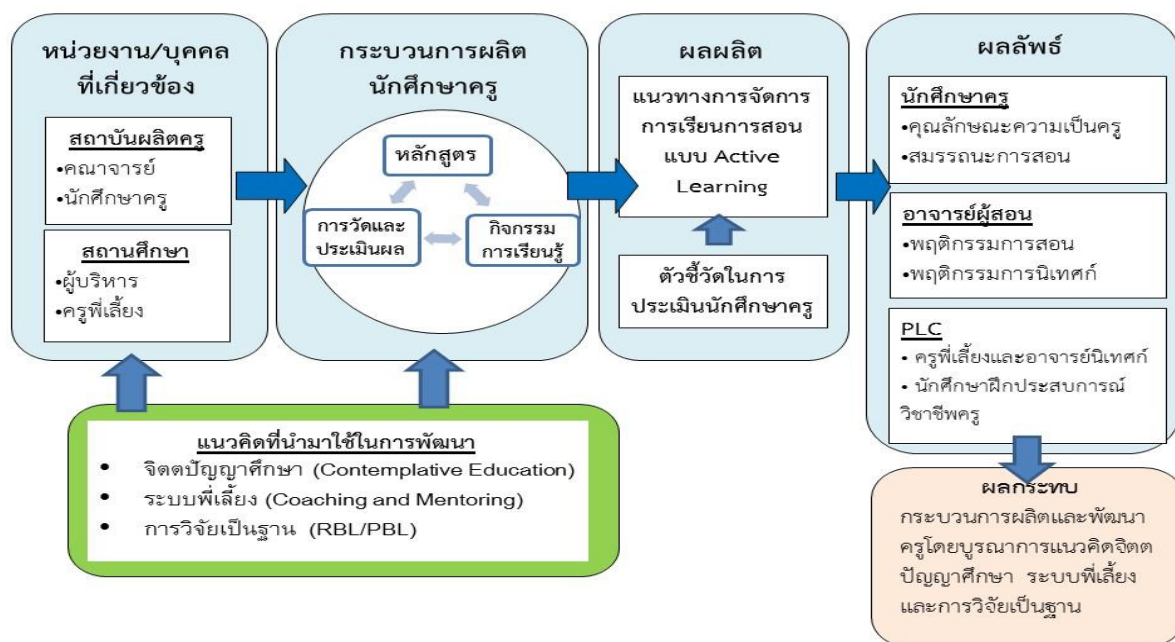 หน่วยงาน/บุคคล
ที่เกี่ยวข้อง
สถาบันผลิตครู
•คณาจารย์
•นักศึกษาครู
สถานศึกษา
•ผู้บริหาร
•ครูพี่เลี้ยง
กระบวนการผลิต
นักศึกษาครู
หลักสูตร
การวัดและ
ประเมินผล
กิจกรรม
การเรียนรู้
ผลผลิต
แนวทางการจัดการ
การเรียนการสอน
แบบ Active
Learning
ตัวชี้วัดในการ
ประเมินนักศึกษาครู
ผลลัพธ์
นักศึกษาครู
•คุณลักษณะความเป็นครู
•สมรรถนะการสอน
อาจารย์ผู้สอน
•พฤติกรรมการสอน
•พฤติกรรมการนิเทศก์
PLC
• ครูพี่เลี้ยงและอาจารย์นิเทศก์
• นักศึกษาฝึกประสบการณ์
วิชาชีพครู
แนวคิดที่นำมาใช้ในการพัฒนา
• จิตตปัญญาศึกษา (Contemplative Education)
• ระบบพี่เลี้ยง (Coaching and Mentoring)
• การวิจัยเป็นฐาน (RBL/PBL)
ผลกระทบ
กระบวนการผลิตและพัฒนา
ครูโดยบูรณาการแนวคิดจิตต
ปัญญาศึกษา ระบบพี่เลี้ยง
และการวิจัยเป็นฐาน